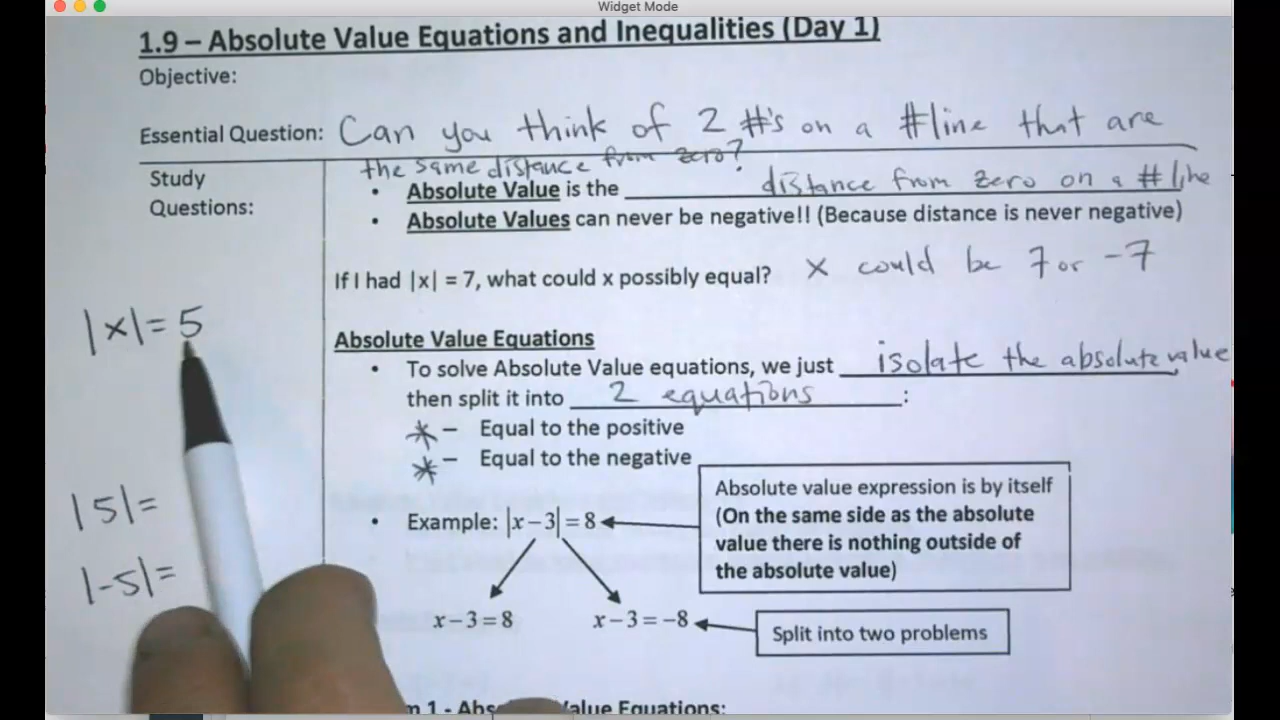 Widget Mode
1.9 – Absolute Value Equations and Inequalities (Day 1)
Objective:
Essential Question: Can you think of 2 #'s on a #line that are
the same distance from zero?
Study
Questions:
• Absolute Value is the distance from zero on a # line
• Absolute Values can never be negative!! (Because distance is never negative)
If I had |x| = 7, what could x possibly equal? x could be 7 or -7
|x|= 5
Absolute Value Equations
• To solve Absolute Value equations, we just isolate the absolute value,
then split it into 2 equations:
* – Equal to the positive
* – Equal to the negative
|5|=
|-5|=
• Example: |x−3|=8
Absolute value expression is by itself
(On the same side as the absolute
value there is nothing outside of
the absolute value)
x−3=8 x−3=−8
Split into two problems
1 - Value Equations: